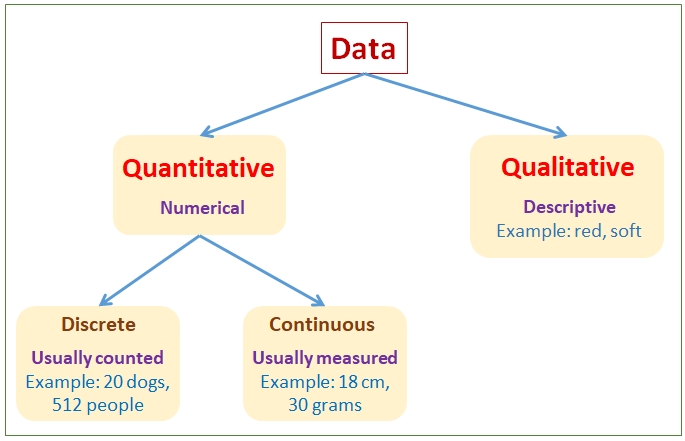 Data
Quantitative
Numerical
Qualitative
Descriptive
Example: red, soft
Discrete
Usually counted
Example: 20 dogs,
512 people
Continuous
Usually measured
Example: 18 cm,
30 grams